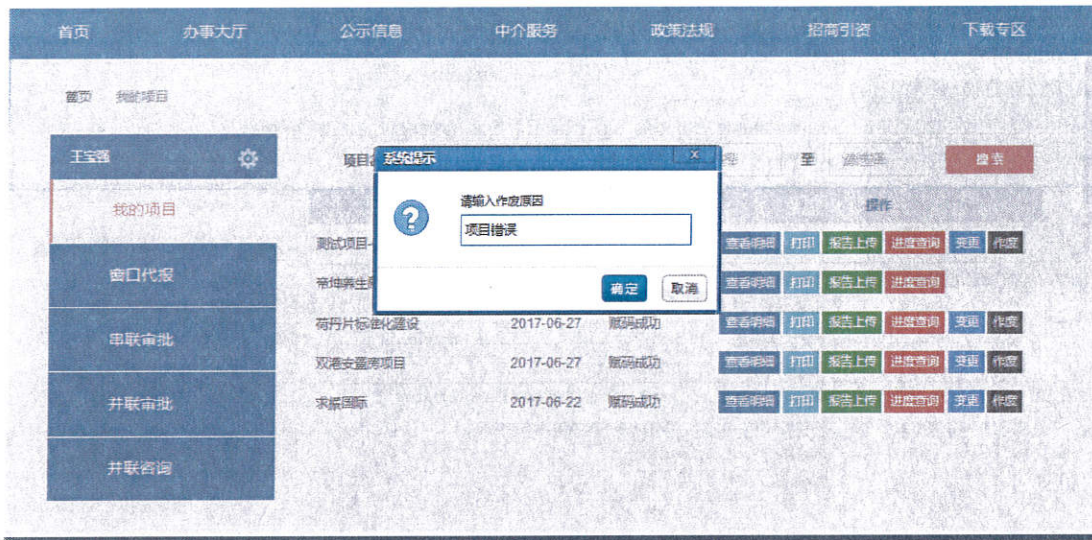 首页 办事大厅 公示信息 中介服务 政策法规 招商引资 下载专区
首页 我的项目
王宝强
项目 至 搜索
系统提示 X
请输入作废原因
项目错误
确定 取消
我的项目
窗口代报
串联审批
并联审批
并联咨询
操作
测试项目 查看明细 打印 报告上传 进度查询 变更 作废
查看明细 打印 报告上传 进度查询
荷丹片标准化建设 2017-06-27 赋码成功 查看明细 打印 报告上传 进度查询 变更 作废
双港安置房项目 2017-06-27 赋码成功 查看明细 打印 报告上传 进度查询 变更 作废
求振国际 2017-06-22 赋码成功 查看明细 打印 报告上传 进度查询 变更 作废